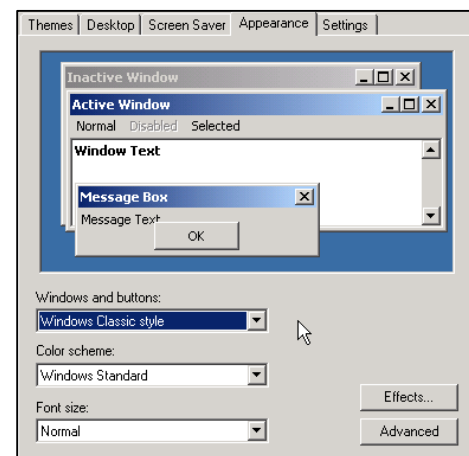 Themes Desktop Screen Saver Appearance Settings
Inactive Window
Active Window
Normal Disabled Selected
Window Text
Message Box
Message Text
OK
Windows and buttons:
Windows Classic style
Color scheme:
Windows Standard
Effects...
Font size:
Normal
Advanced